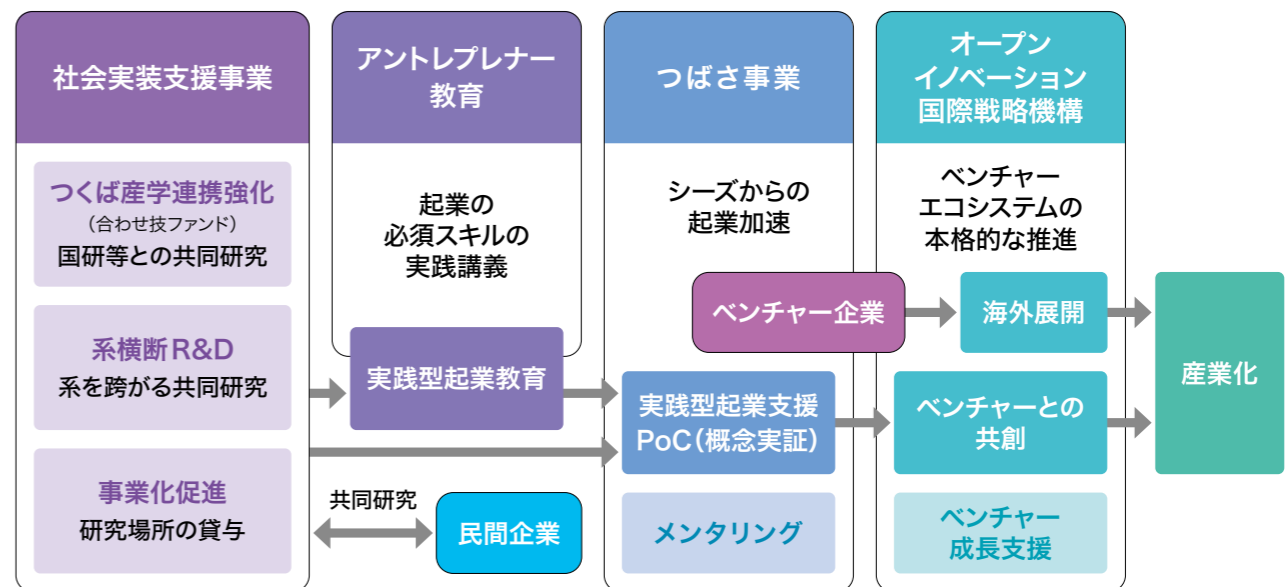 社会実装支援事業
つくば産学連携強化
（合わせ技ファンド）
国研等との共同研究
系横断R&D
系を跨がる共同研究
事業化促進
研究場所の貸与
アントレプレナー
教育
起業の
必須スキルの
実践講義
実践型起業教育
共同研究
民間企業
つばさ事業
シーズからの
起業加速
ベンチャー企業
実践型起業支援
PoC（概念実証）
メンタリング
オープン
イノベーション
国際戦略機構
ベンチャー
エコシステムの
本格的な推進
海外展開
ベンチャーとの
共創
ベンチャー
成長支援
産業化